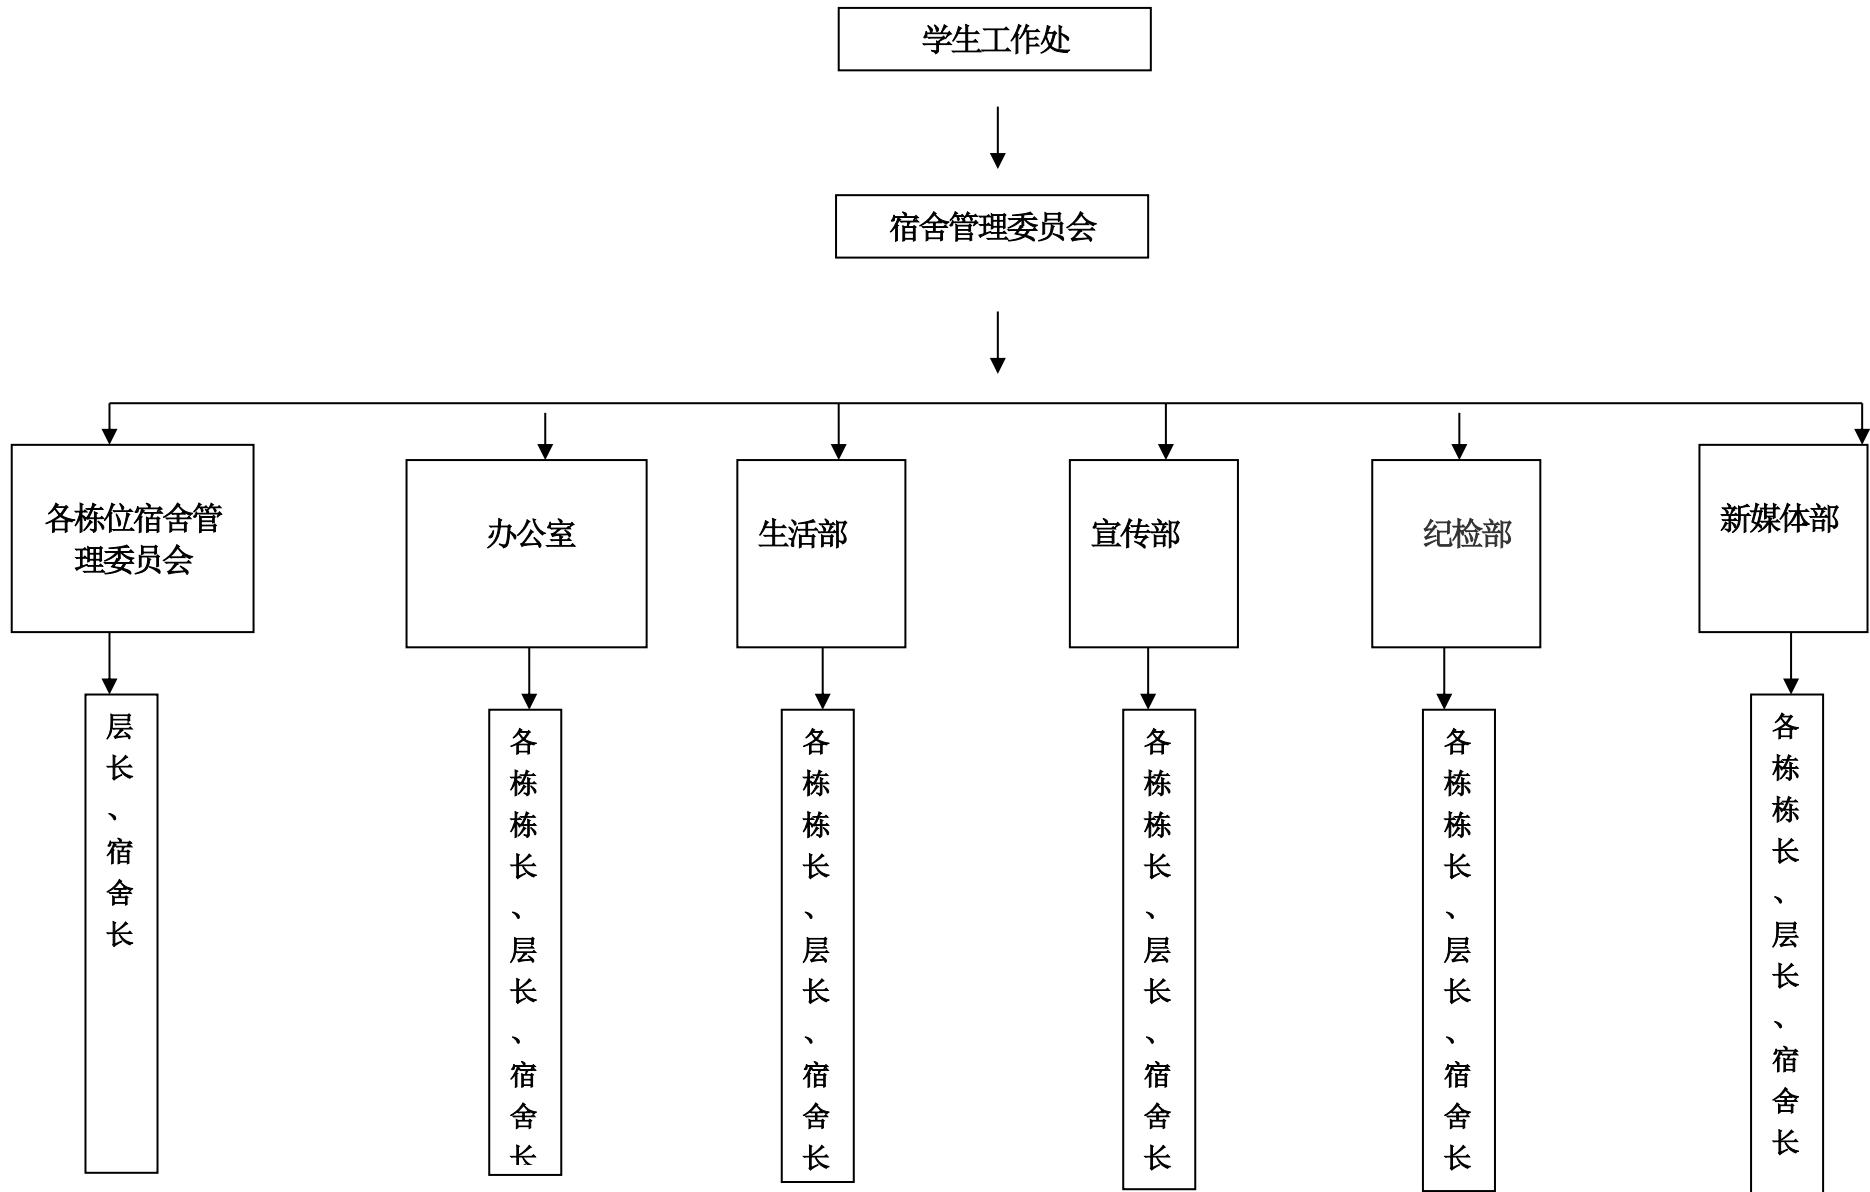 学生工作处
宿舍管理委员会
各栋位宿舍管
理委员会
办公室
生活部
宣传部
纪检部
新媒体部
层长、宿舍长
各栋栋长、层长、宿舍长
各栋栋长、层长、宿舍长
各栋栋长、层长、宿舍长
各栋栋长、层长、宿舍长
各栋栋长、层长、宿舍长